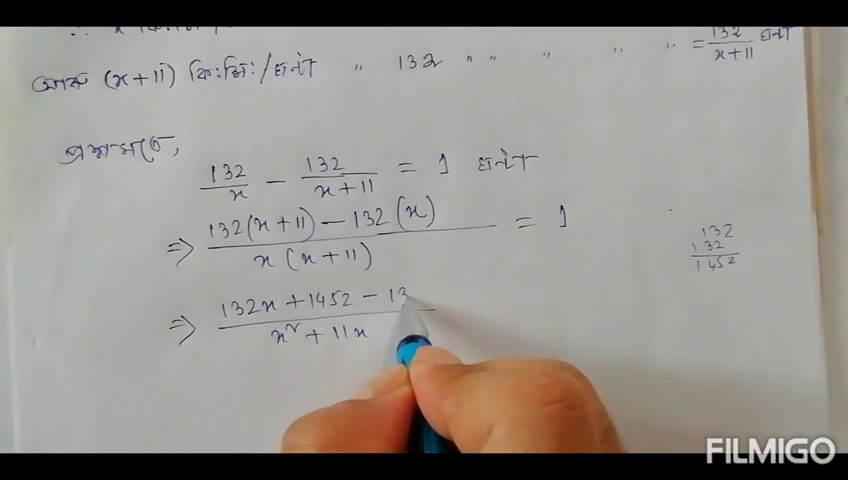 (x+11) কি:মি:/ঘন্টা " 132 " " " " " = 132/(x+11) ঘন্টা
প্রশ্নমতে,
132/x − 132/(x+11) = 1 ঘন্টা
⇒ (132(x+11) − 132(x))/(x(x+11)) = 1
132
132
1452
⇒ (132x + 1452 − 13)/(x² + 11x)
FILMIGO